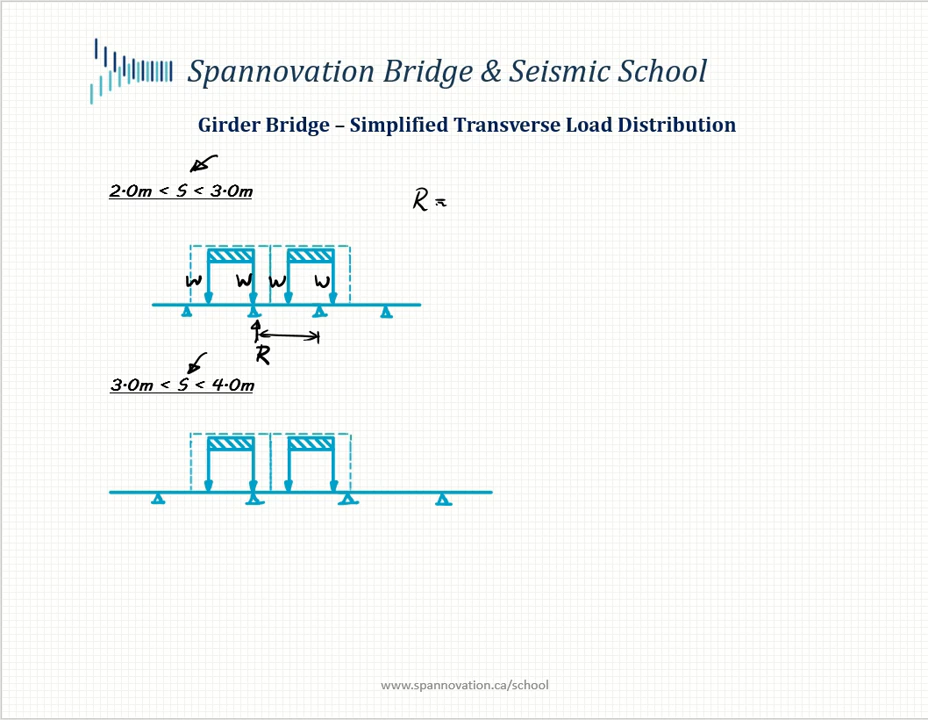 Spannovation Bridge & Seismic School
Girder Bridge – Simplified Transverse Load Distribution
2·0m < S < 3·0m
R =
W W W W
R
3·0m < S < 4·0m
www.spannovation.ca/school